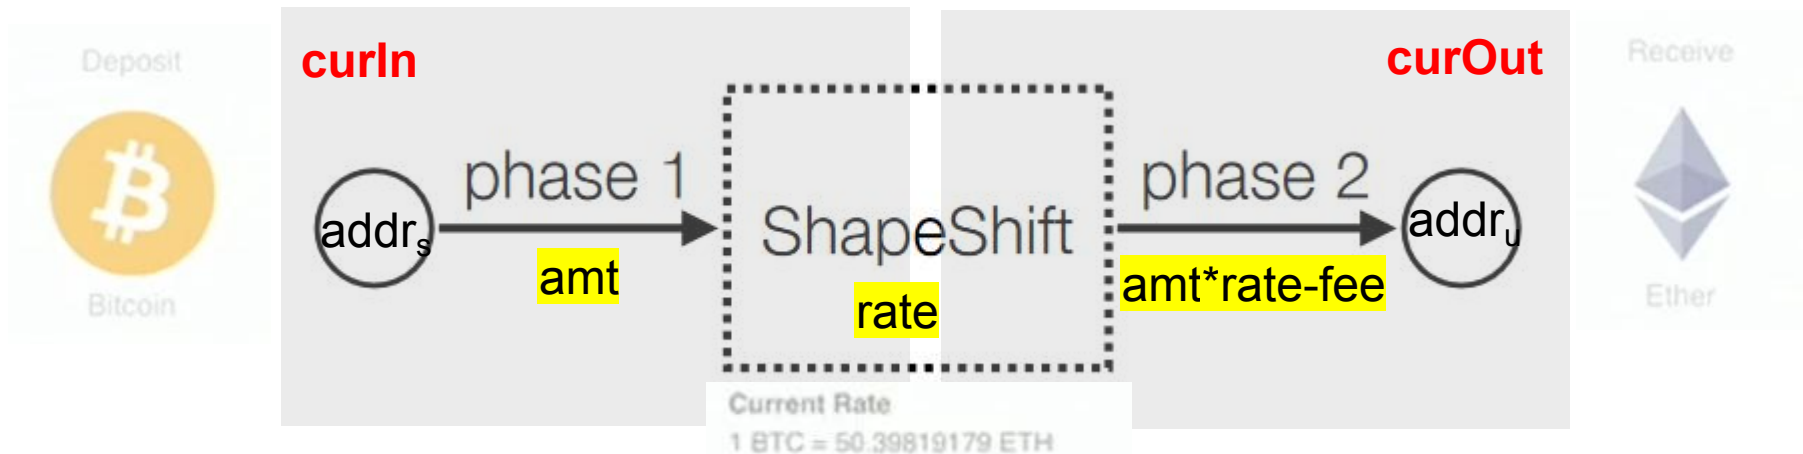 Deposit
Bitcoin
curIn
addrs
phase 1
amt
ShapeShift
rate
Current Rate
1 BTC = 50.39819179 ETH
phase 2
amt*rate-fee
curOut
addru
Receive
Ether